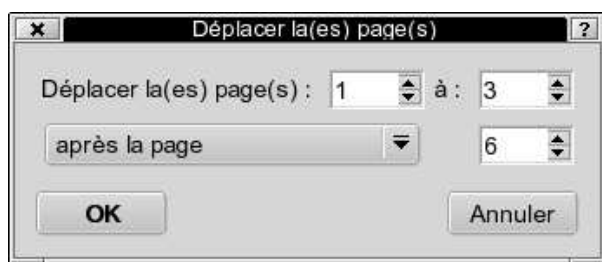 Déplacer la(es) page(s) ?
Déplacer la(es) page(s) : 1 à : 3
après la page 6
OK Annuler